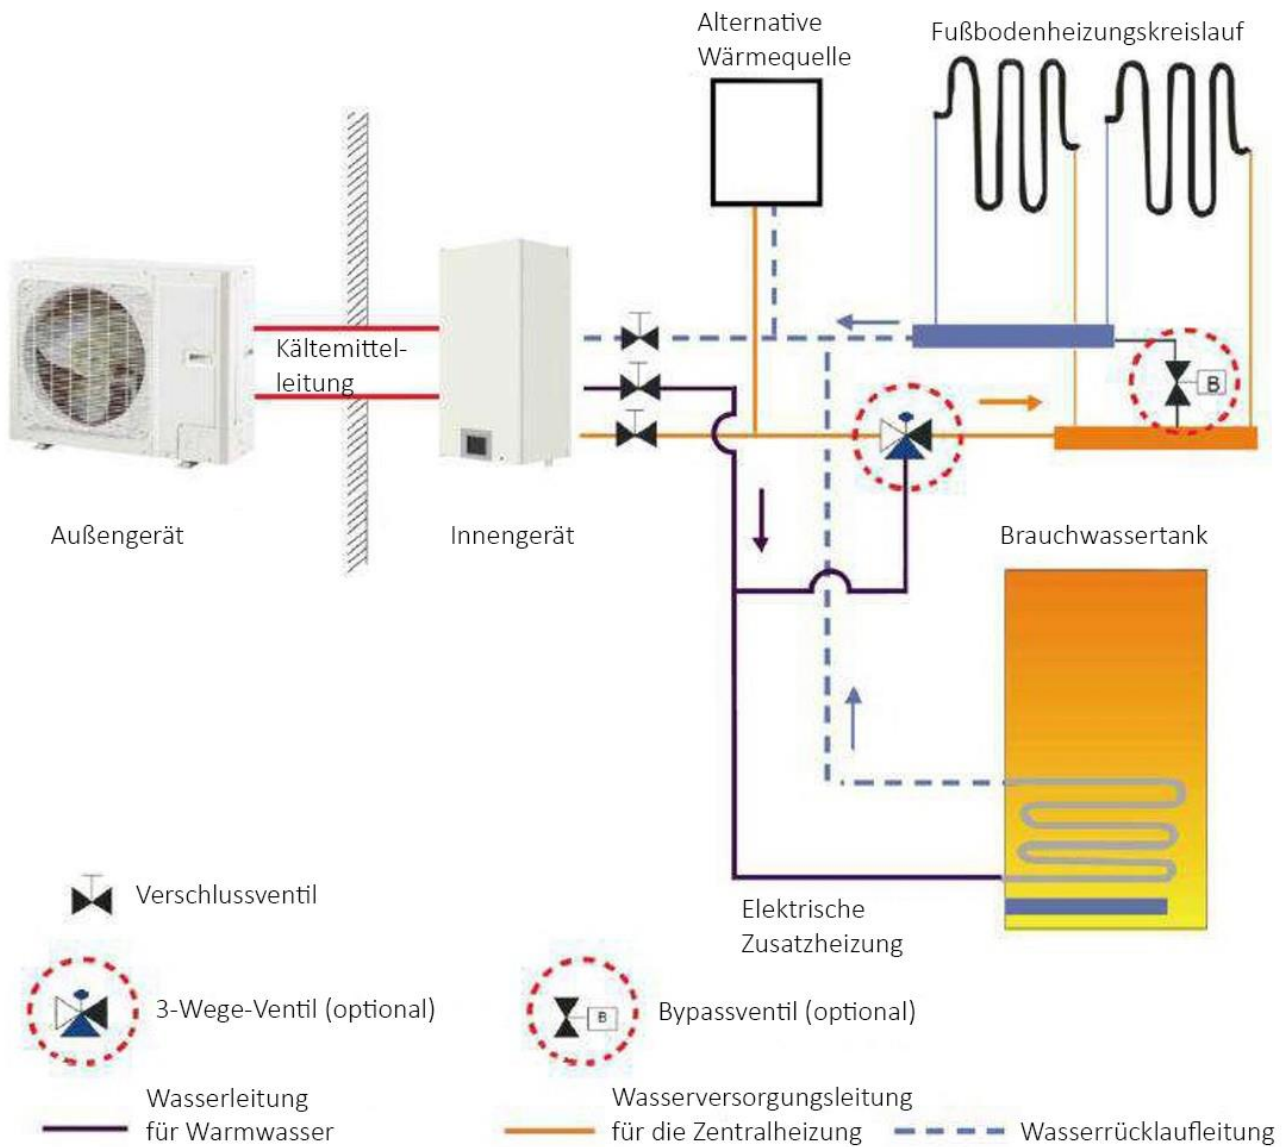 Alternative
Wärmequelle
Fußbodenheizungskreislauf
Kältemittel-
leitung
B
Außengerät
Innengerät
Brauchwassertank
Elektrische
Zusatzheizung
Verschlussventil
3-Wege-Ventil (optional)
B
Bypassventil (optional)
Wasserleitung
für Warmwasser
Wasserversorgungsleitung
für die Zentralheizung
Wasserrücklaufleitung